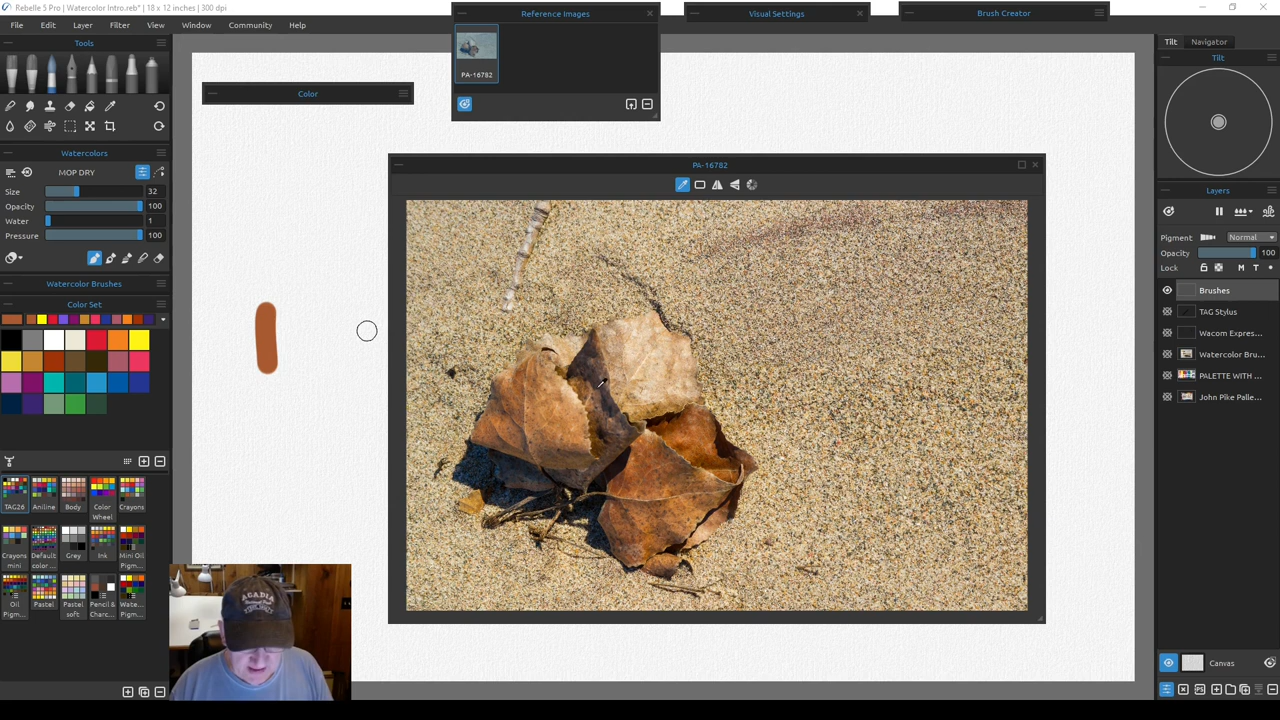 Rebelle 5 Pro | Watercolor Intro.reb* | 18 x 12 inches | 300 dpi
File Edit Layer Filter View Window Community Help
Tools
Watercolors
MOP DRY
Size 32
Opacity 100
Water 1
Pressure 100
Watercolor Brushes
Color Set
TAG26 Aniline Body Color Wheel Crayons
Crayons mini Default color ... Grey Ink Mini Oil Pigm...
Oil Pigm... Pastel Pastel soft Pencil & Charc... Wate... Pigm...
Color
Reference Images
PA-16782
Visual Settings
Brush Creator
PA-16782
ACADIA
Tilt Navigator
Tilt
Layers
Pigment Normal
Opacity 100
Lock M T
Brushes
TAG Stylus
Wacom Expres...
Watercolor Bru...
PALETTE WITH ...
John Pike Palle...
Canvas
PS